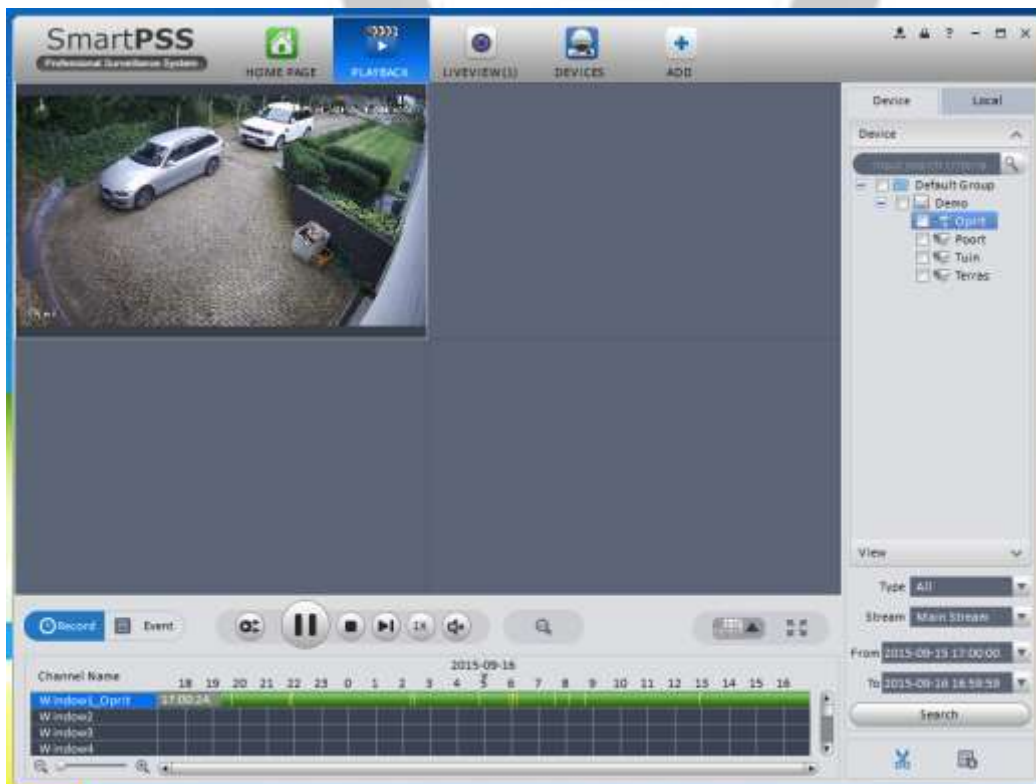 SmartPSS
Professional Surveillance System
HOME PAGE
PLAYBACK
LIVEVIEW(1)
DEVICES
ADD
Device
Local
Device
Input search criteria
Default Group
Demo
Oprit
Poort
Tuin
Terras
View
Type All
Stream Main Stream
From 2015-09-15 17:00:00
To 2015-09-16 16:59:59
Search
Record
Event
1X
2015-09-16
Channel Name
18 19 20 21 22 23 0 1 2 3 4 5 6 7 8 9 10 11 12 13 14 15 16
Window1_Oprit
17:00:24
Window2
Window3
Window4